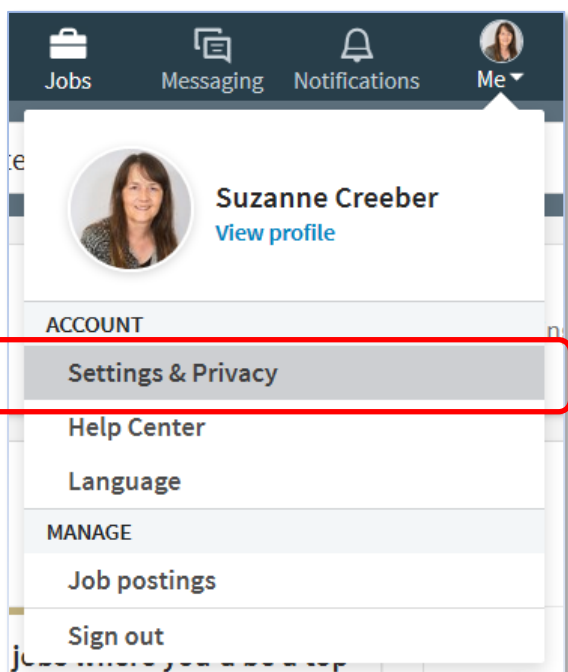 Jobs Messaging Notifications Me
Suzanne Creeber
View profile
ACCOUNT
Settings & Privacy
Help Center
Language
MANAGE
Job postings
Sign out